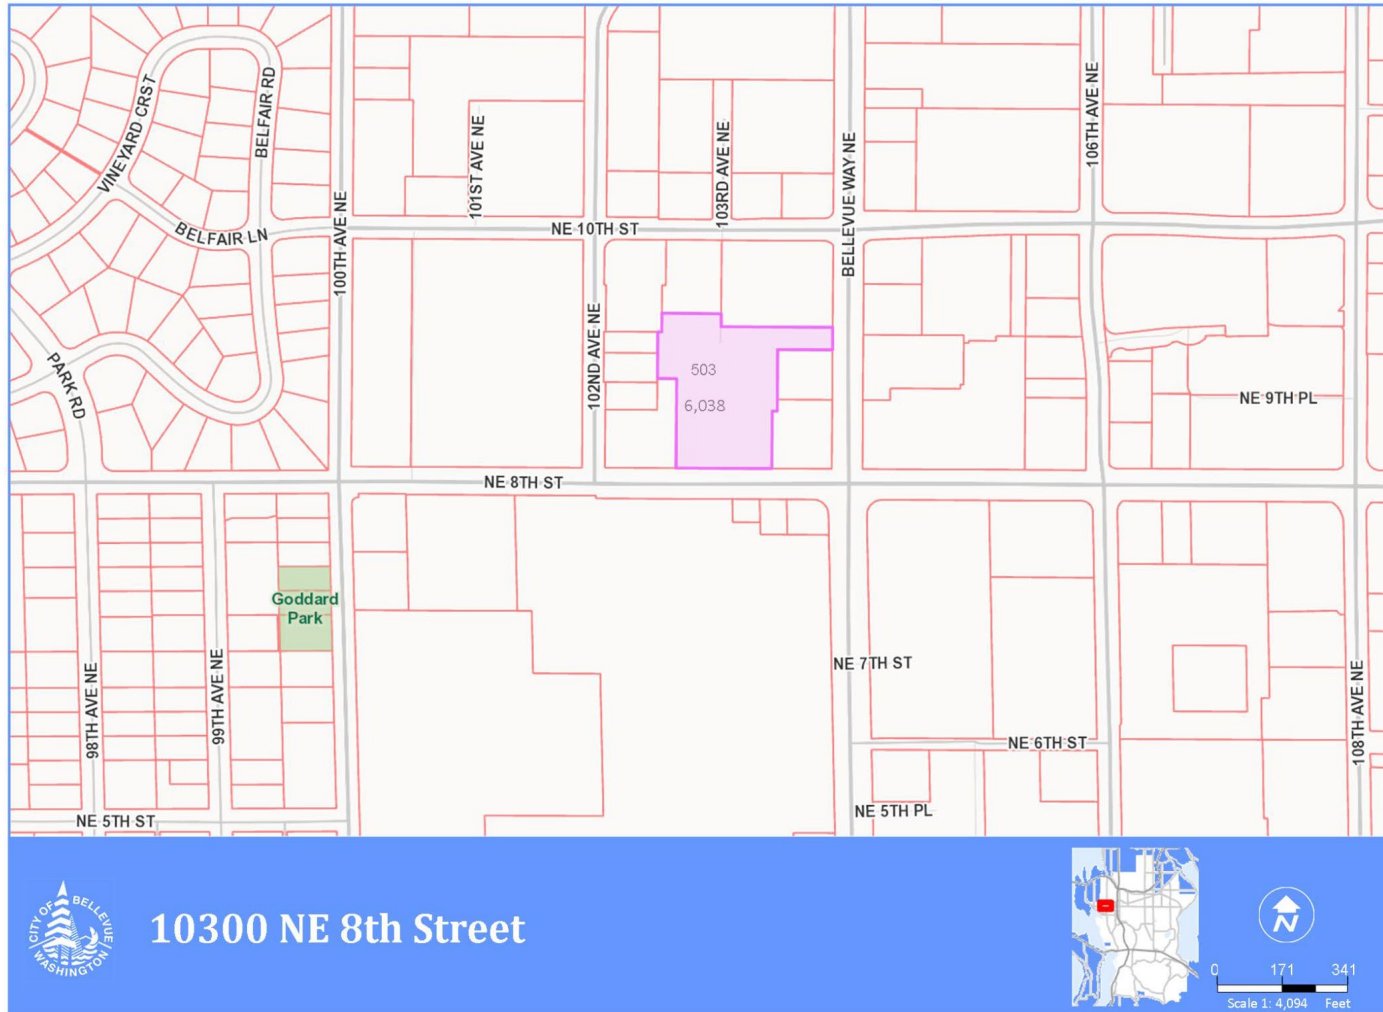 VINEYARD CRST
BELFAIR RD
BELFAIR LN
100TH AVE NE
101ST AVE NE
103RD AVE NE
BELLEVUE WAY NE
106TH AVE NE
NE 10TH ST
102ND AVE NE
PARK RD
503
6,038
NE 9TH PL
NE 8TH ST
Goddard
Park
98TH AVE NE
99TH AVE NE
NE 7TH ST
NE 6TH ST
108TH AVE NE
NE 5TH ST
NE 5TH PL
CITY OF BELLEVUE
WASHINGTON
10300 NE 8th Street
N
0 171 341
Scale 1: 4,094 Feet